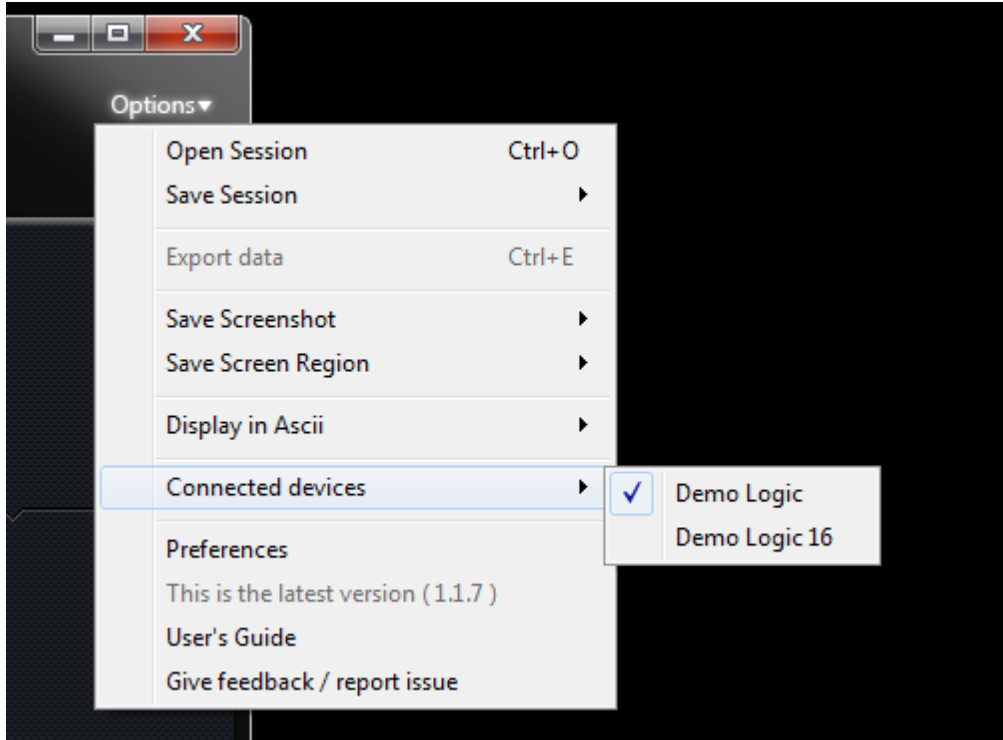 Options▼
Open Session Ctrl+O
Save Session
Export data Ctrl+E
Save Screenshot
Save Screen Region
Display in Ascii
Connected devices
Demo Logic
Demo Logic 16
Preferences
This is the latest version ( 1.1.7 )
User's Guide
Give feedback / report issue